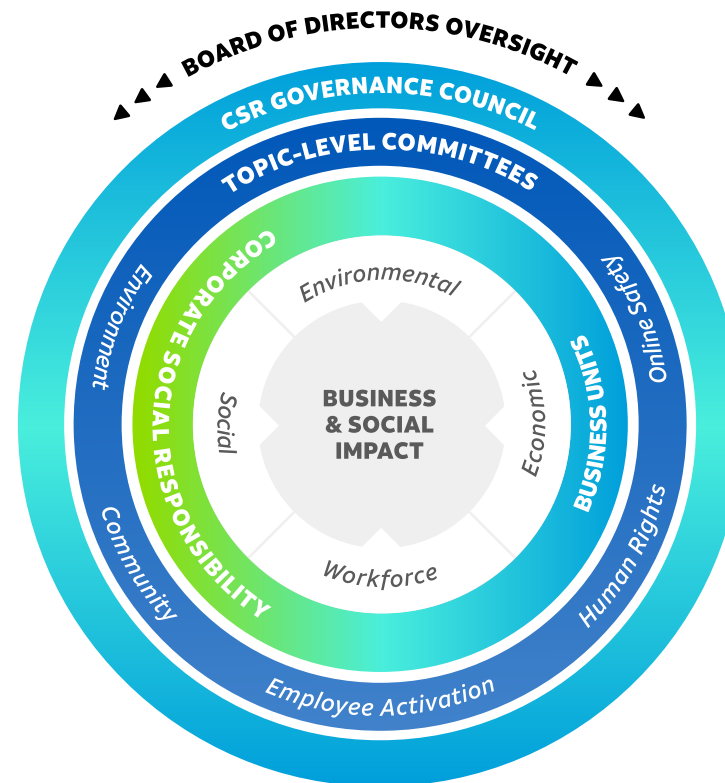 BOARD OF DIRECTORS OVERSIGHT
CSR GOVERNANCE COUNCIL
TOPIC-LEVEL COMMITTEES
Environment
Online Safety
Community
Human Rights
Employee Activation
CORPORATE SOCIAL RESPONSIBILITY
BUSINESS UNITS
Environmental
Social
Economic
Workforce
BUSINESS
& SOCIAL
IMPACT